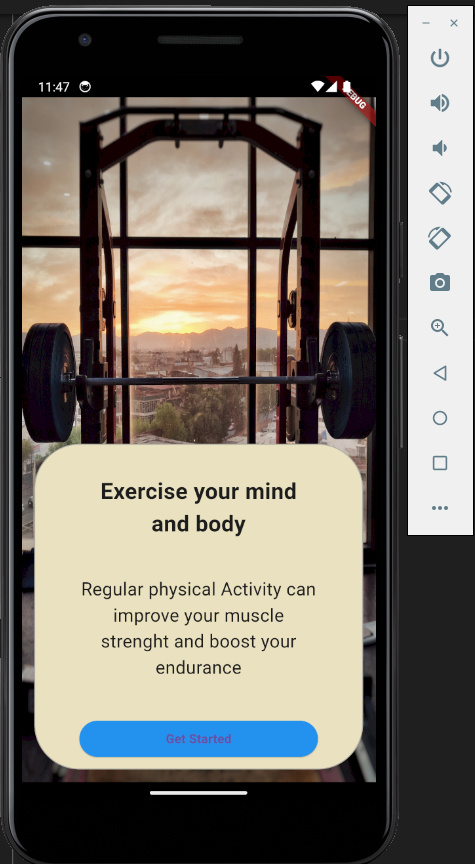 11:47
DEBUG
Exercise your mind
and body
Regular physical Activity can
improve your muscle
strenght and boost your
endurance
Get Started